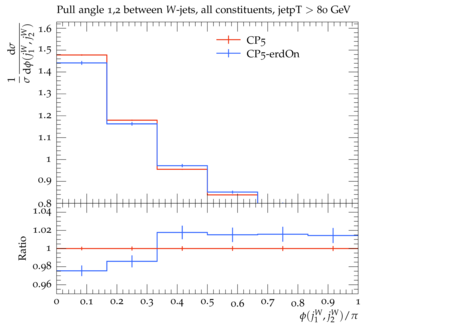 Pull angle 1,2 between W-jets, all constituents, jetpT > 80 GeV
1/σ dσ/dϕ(j₁ᵂ, j₂ᵂ)
CP5
CP5-erdOn
1.6
1.5
1.4
1.3
1.2
1.1
1
0.9
0.8
Ratio
1.04
1.02
1
0.98
0.96
0 0.1 0.2 0.3 0.4 0.5 0.6 0.7 0.8 0.9 1
ϕ(j₁ᵂ, j₂ᵂ)/π